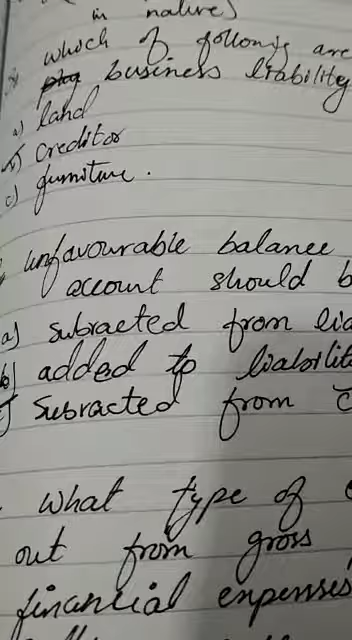 in nature)
which of followig are
business liability
a) land
b) creditor
c) furniture.
unfavourable balance
account should b
a) subracted from lia
b) added to liabilit
c) Subracted from
what type of
out from gross
financial expenses